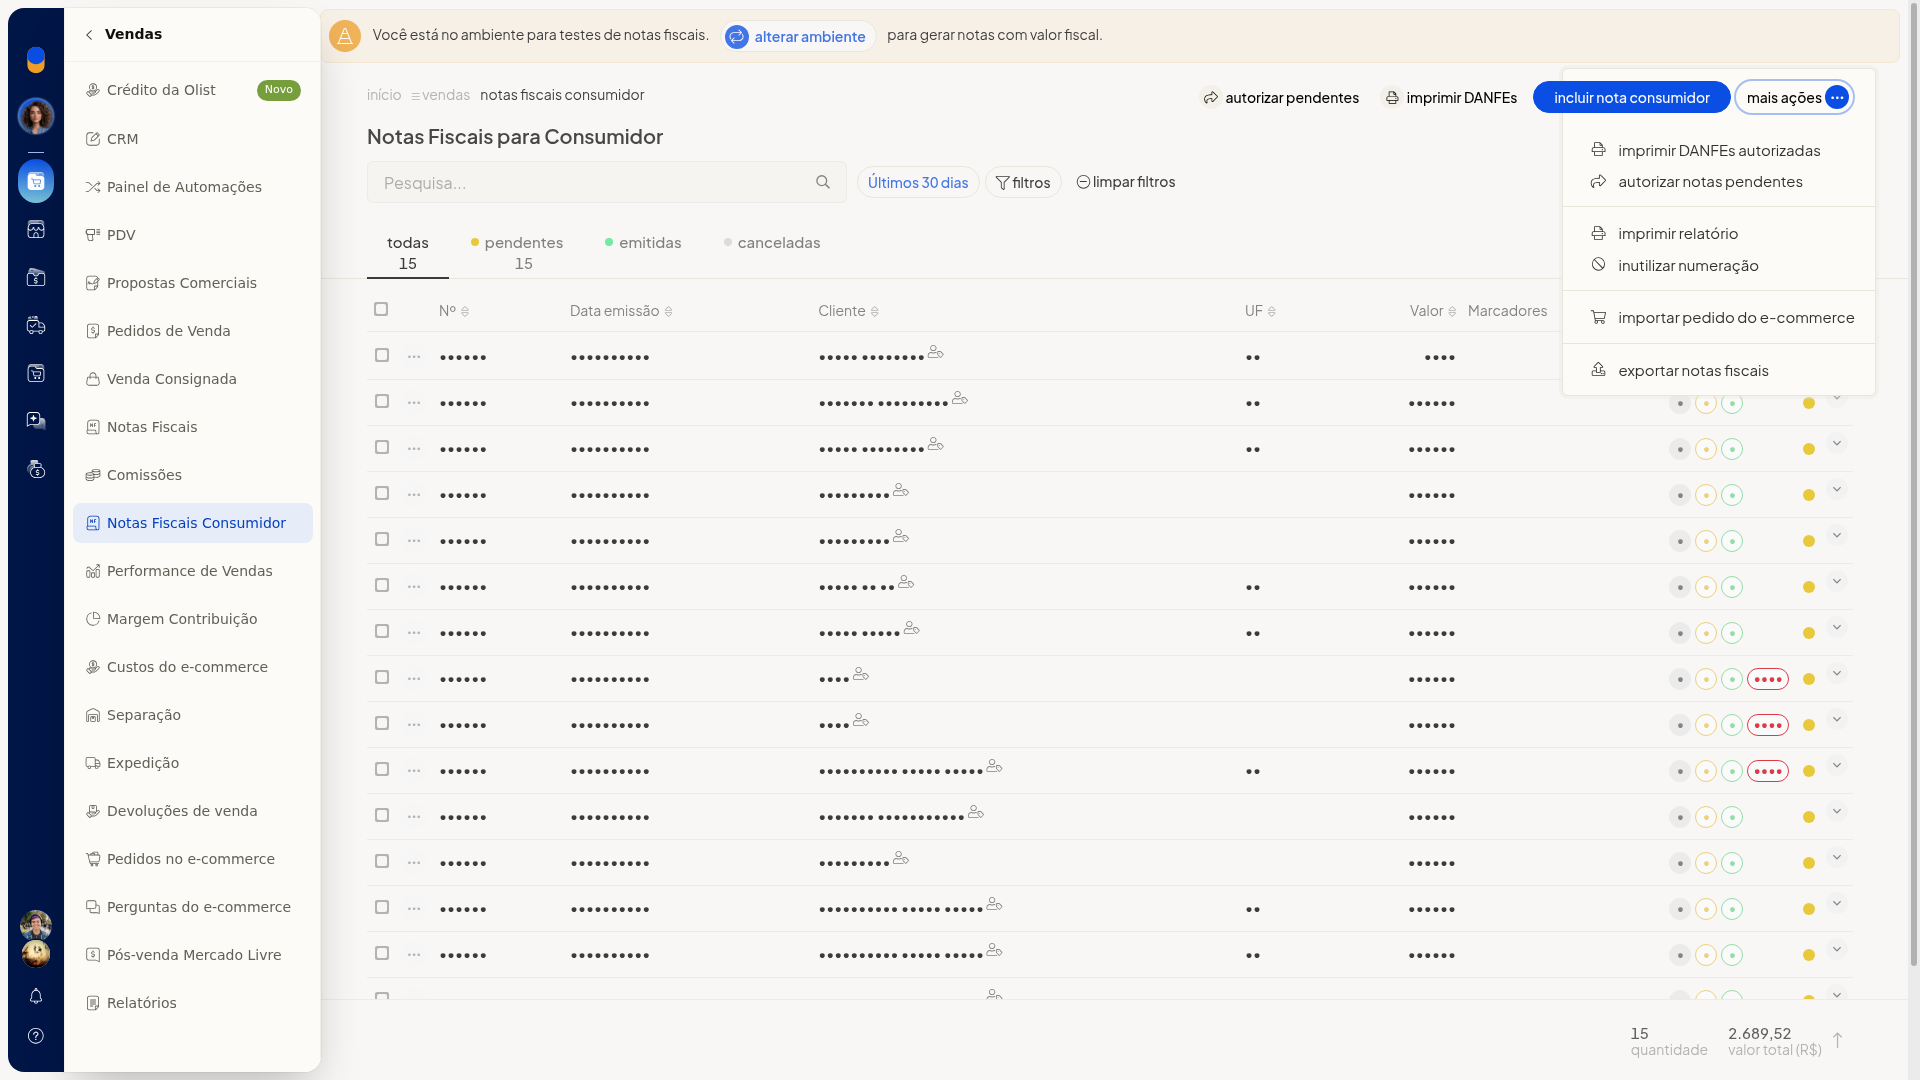 Vendas
Crédito da Olist
Novo
CRM
Painel de Automações
PDV
Propostas Comerciais
Pedidos de Venda
Venda Consignada
Notas Fiscais
Comissões
Notas Fiscais Consumidor
Performance de Vendas
Margem Contribuição
Custos do e-commerce
Separação
Expedição
Devoluções de venda
Pedidos no e-commerce
Perguntas do e-commerce
Pós-venda Mercado Livre
Relatórios
Você está no ambiente para testes de notas fiscais. alterar ambiente para gerar notas com valor fiscal.
início vendas notas fiscais consumidor
autorizar pendentes imprimir DANFEs incluir nota consumidor mais ações
Notas Fiscais para Consumidor
Pesquisa... Últimos 30 dias filtros limpar filtros
imprimir DANFEs autorizadas
autorizar notas pendentes
imprimir relatório
inutilizar numeração
importar pedido do e-commerce
exportar notas fiscais
todas pendentes emitidas canceladas
15 15
Nº Data emissão Cliente UF Valor Marcadores
15 2.689,52
quantidade valor total (R$)